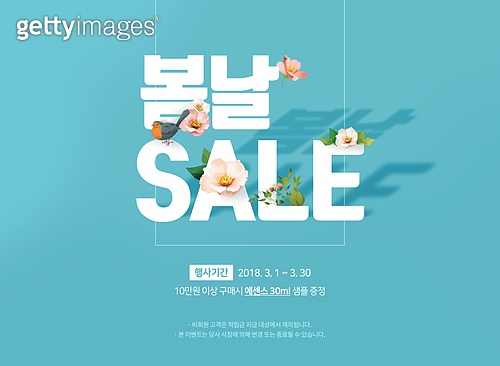 gettyimages
봄날
SALE
행사기간 2018. 3. 1 ~ 3. 30
10만원 이상 구매시 에센스 30ml 샘플 증정
- 비회원 고객은 적립금 지급 대상에서 제외됩니다.
- 본 이벤트는 당사 사정에 의해 변경 또는 종료될 수 있습니다.